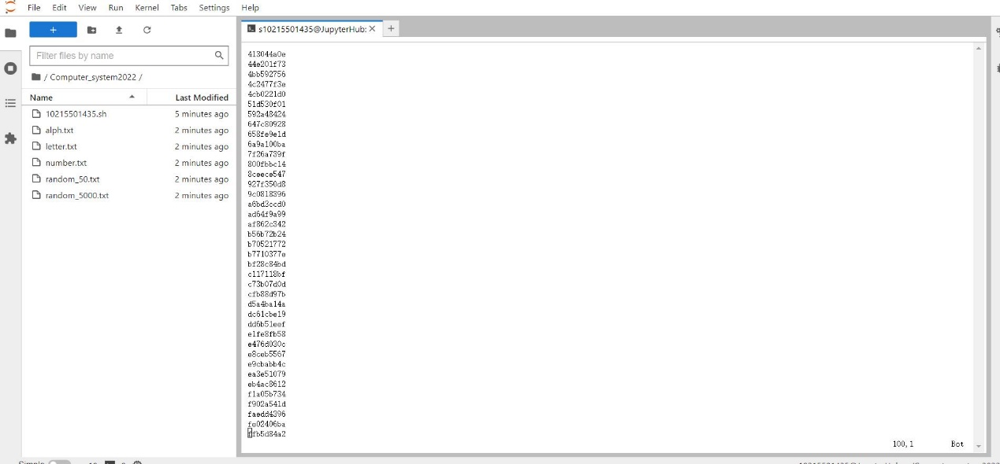 File Edit View Run Kernel Tabs Settings Help
+
Filter files by name
/ Computer_system2022 /
Name Last Modified
10215501435.sh 5 minutes ago
alph.txt 2 minutes ago
letter.txt 2 minutes ago
number.txt 2 minutes ago
random_50.txt 2 minutes ago
random_5000.txt 2 minutes ago
s10215501435@JupyterHub: × +
413044a0e
44e201f73
4bb592756
4c2477f3e
4cb0221d0
51d530f01
592a48424
647c80928
658fe9e1d
6a9a100ba
7f26a739f
800fbbc14
8ceece547
927f350d8
9c0818396
a6bd3ccd0
ad64f9a99
af862c342
b56b72b24
b70521772
b7710377e
bf28c84bd
c117118bf
c73b07d0d
cfb88d97b
d5a4ba14a
dc61cbe19
dd6b51eef
e1fe8fb58
e476d030c
e8ceb5567
e9cbabb4c
ea3e51079
eb4ac8612
f1a05b734
f902a541d
faedd4396
fe02406ba
ffb5d84a2
100,1 Bot
Simple